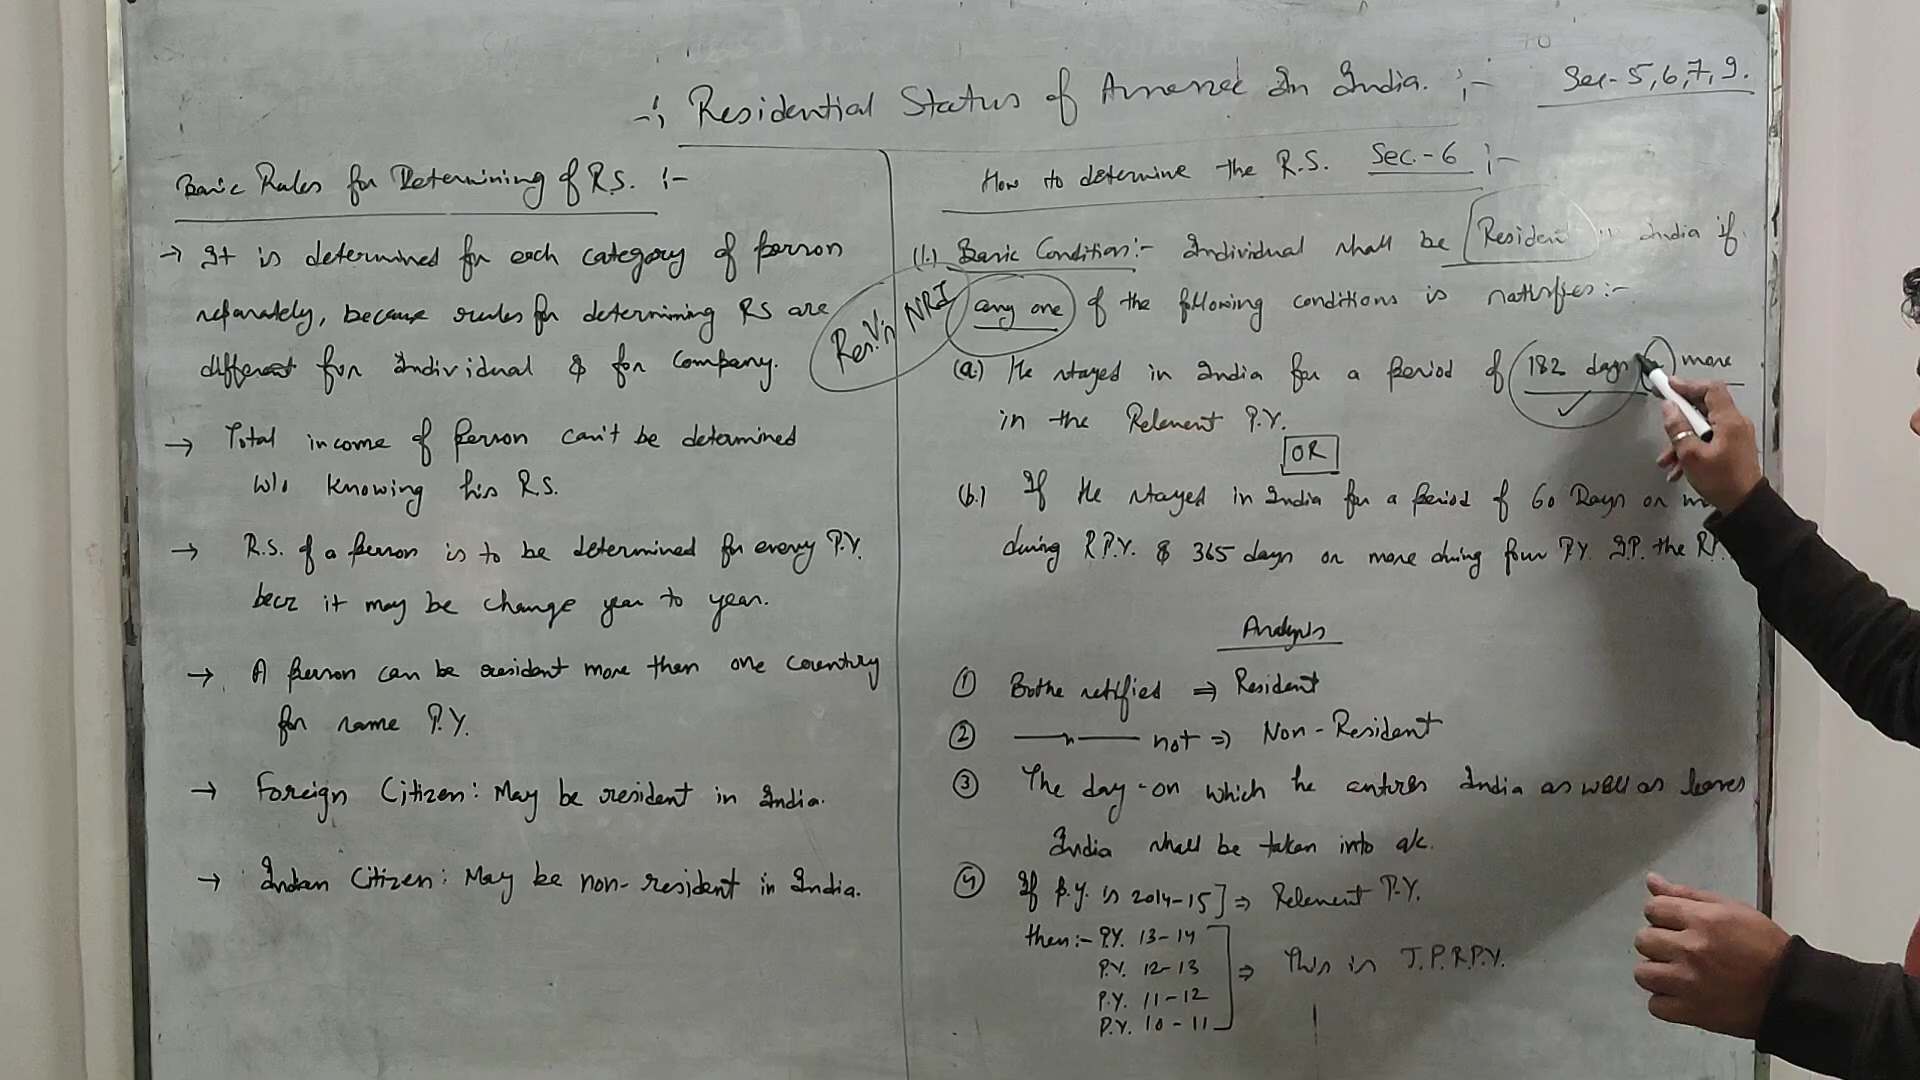 -: Residential Status of Assessee In India. :- Sec- 5, 6, 7, 9.
Basic Rules for Determining of R.S. :-
→ It is determined for each category of person
separately, because rules for determining RS are
different for Individual & for Company.
→ Total income of person can't be determined
w/o knowing his R.S.
→ R.S. of a person is to be determined for every P.Y.
becz it may be change year to year.
→ A person can be resident more then one country
for same P.Y.
→ Foreign Citizen: May be resident in India.
→ Indian Citizen: May be non-resident in India.
Res. V/s NRI
How to determine the R.S. Sec.-6 :-
(1.) Basic Condition:- Individual shall be Resident India if
any one of the following conditions is satisfies:-
(a.) He stayed in India for a period of 182 days more
in the Relevent P.Y.
OR
(b.) If He stayed in India for a period of 60 Days or
during R.P.Y. & 365 days or more during four P.Y. I.P. the
Analysis
① Bothe satified ⇒ Resident
② —〃— not ⇒ Non-Resident
③ The day-on which he enters India as well as leaves
India shall be taken into a/c.
④ If P.Y. is 2014-15] ⇒ Relevent P.Y.
then:- P.Y. 13-14
P.Y. 12-13
P.Y. 11-12
P.Y. 10-11
⇒ This is I.P.R.P.Y.